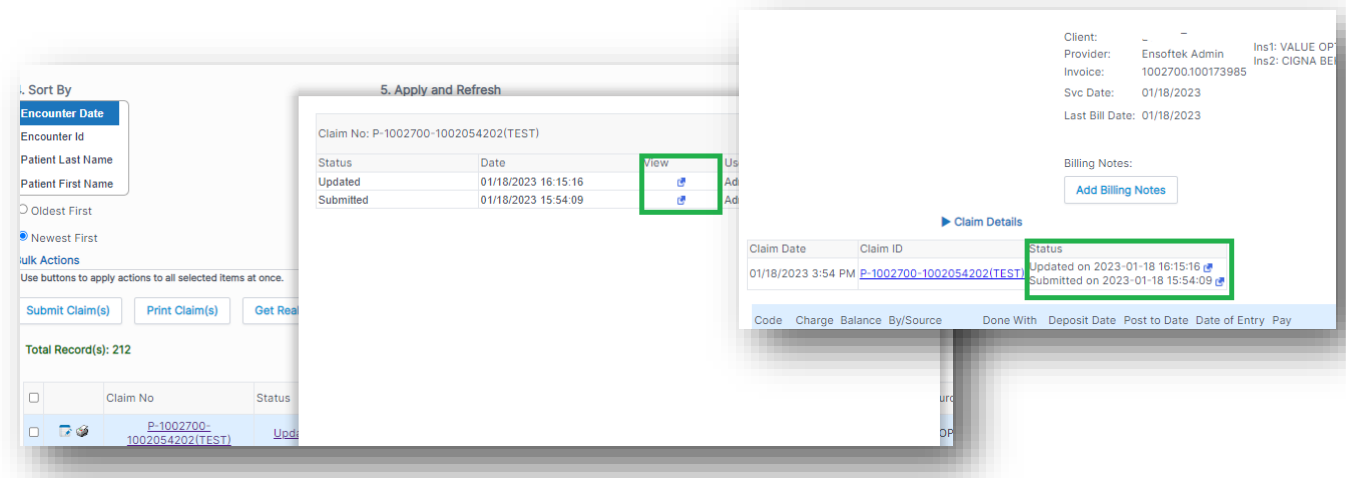 4. Sort By
5. Apply and Refresh
Encounter Date
Encounter Id
Patient Last Name
Patient First Name
Oldest First
Newest First
Bulk Actions
Use buttons to apply actions to all selected items at once.
Submit Claim(s) Print Claim(s) Get Real
Total Record(s): 212
Claim No Status
P-1002700-
1002054202(TEST)
Claim No: P-1002700-1002054202(TEST)
Status Date View
Updated 01/18/2023 16:15:16
Submitted 01/18/2023 15:54:09
Client:
Provider: Ensoftek Admin
Invoice: 1002700.100173985
Svc Date: 01/18/2023
Last Bill Date: 01/18/2023
Ins1: VALUE OP
Ins2: CIGNA BE
Billing Notes:
Add Billing Notes
Claim Details
Claim Date Claim ID Status
01/18/2023 3:54 PM P-1002700-1002054202(TEST) Updated on 2023-01-18 16:15:16
Submitted on 2023-01-18 15:54:09
Code Charge Balance By/Source Done With Deposit Date Post to Date Date of Entry Pay